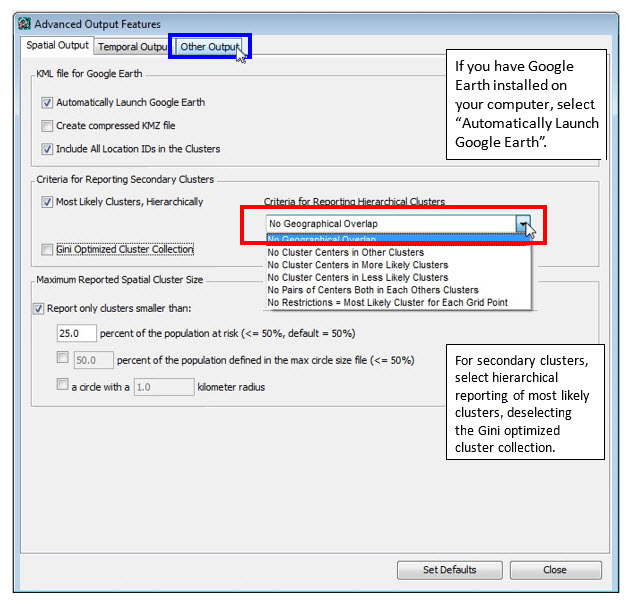 Advanced Output Features
Spatial Output
Temporal Outpu
Other Output
KML file for Google Earth
Automatically Launch Google Earth
Create compressed KMZ file
Include All Location IDs in the Clusters
If you have Google
Earth installed on
your computer, select
“Automatically Launch
Google Earth”.
Criteria for Reporting Secondary Clusters
Most Likely Clusters, Hierarchically
Criteria for Reporting Hierarchical Clusters
No Geographical Overlap
No Geographical Overlap
No Cluster Centers in Other Clusters
No Cluster Centers in More Likely Clusters
No Cluster Centers in Less Likely Clusters
No Pairs of Centers Both in Each Others Clusters
No Restrictions = Most Likely Cluster for Each Grid Point
Gini Optimized Cluster Collection
Maximum Reported Spatial Cluster Size
Report only clusters smaller than:
25.0 percent of the population at risk (<= 50%, default = 50%)
50.0 percent of the population defined in the max circle size file (<= 50%)
a circle with a 1.0 kilometer radius
For secondary clusters,
select hierarchical
reporting of most likely
clusters, deselecting
the Gini optimized
cluster collection.
Set Defaults
Close